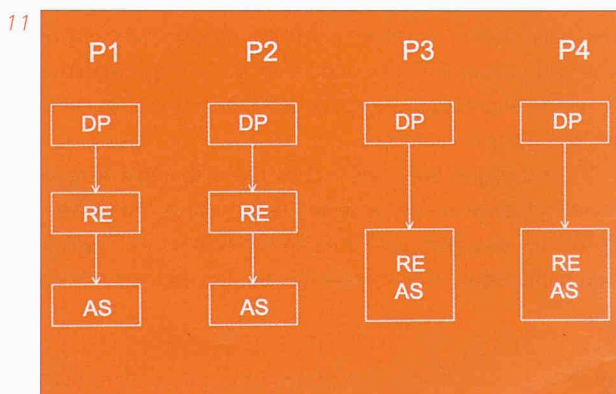 11
P1 P2 P3 P4
DP DP DP DP
RE RE RE RE
AS AS AS AS